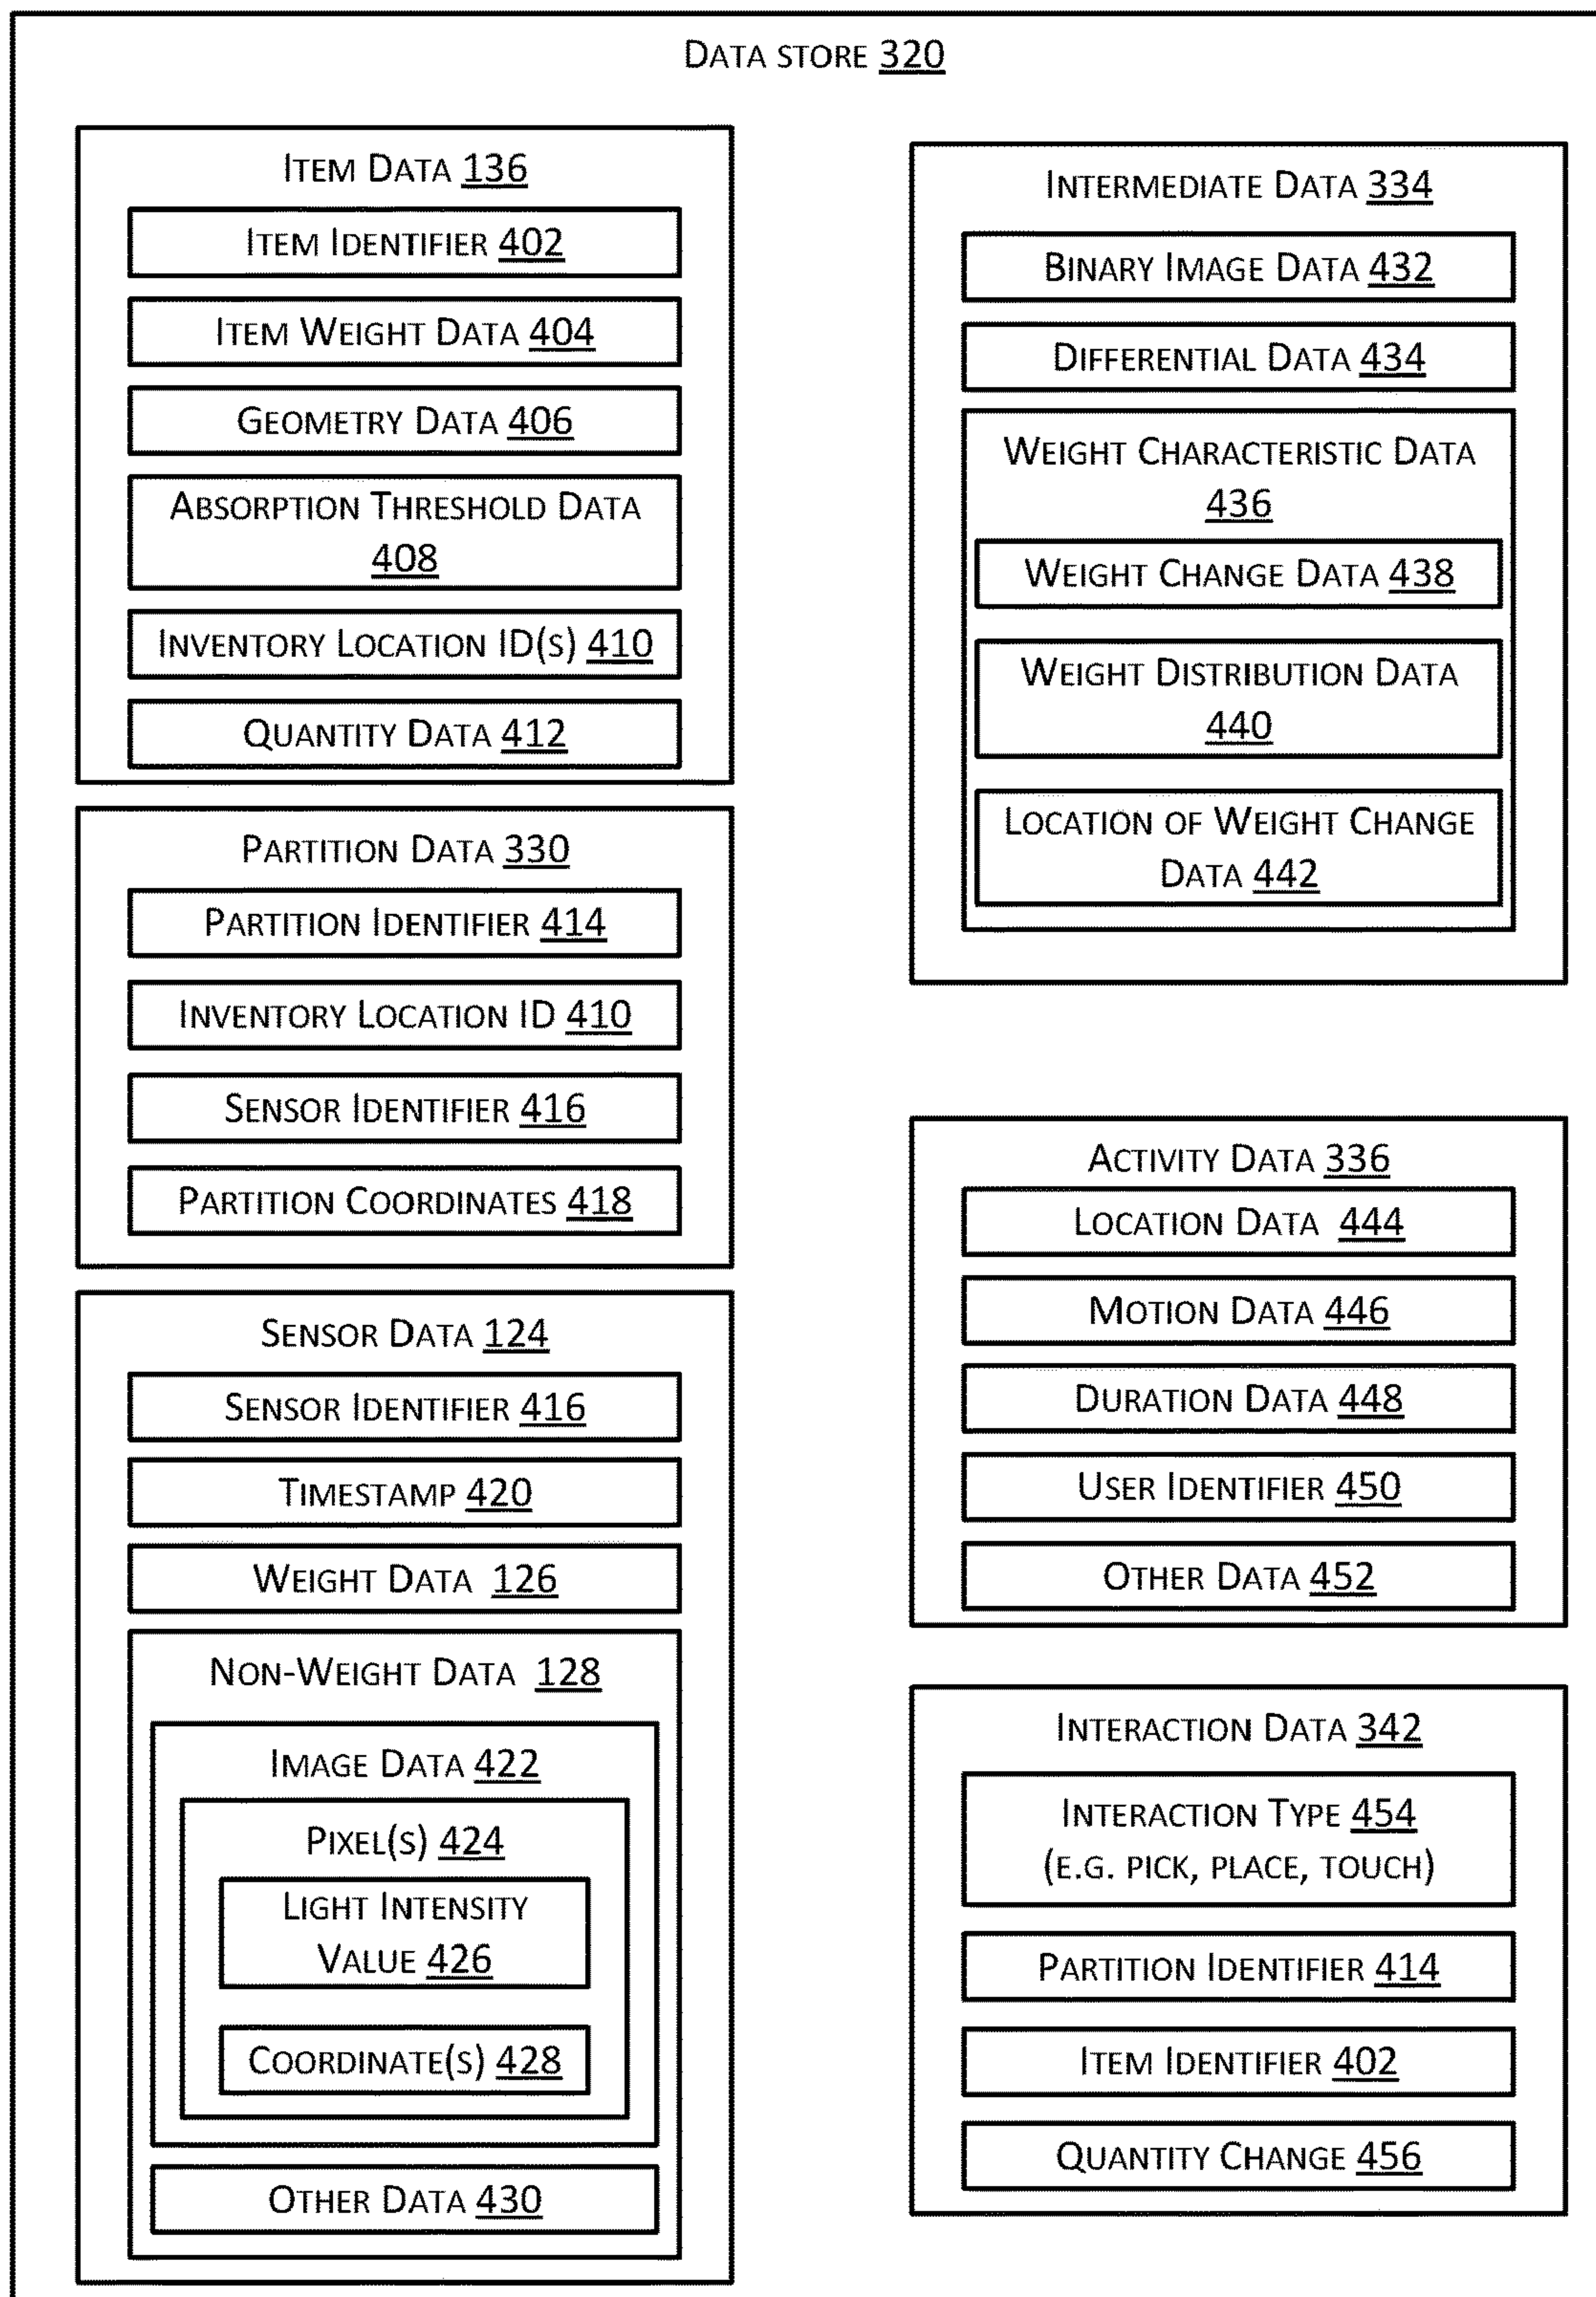 DATA STORE 320
ITEM DATA 136
ITEM IDENTIFIER 402
ITEM WEIGHT DATA 404
GEOMETRY DATA 406
ABSORPTION THRESHOLD DATA
408
INVENTORY LOCATION ID(S) 410
QUANTITY DATA 412
PARTITION DATA 330
PARTITION IDENTIFIER 414
INVENTORY LOCATION ID 410
SENSOR IDENTIFIER 416
PARTITION COORDINATES 418
SENSOR DATA 124
SENSOR IDENTIFIER 416
TIMESTAMP 420
WEIGHT DATA 126
NON-WEIGHT DATA 128
IMAGE DATA 422
PIXEL(S) 424
LIGHT INTENSITY
VALUE 426
COORDINATE(S) 428
OTHER DATA 430
INTERMEDIATE DATA 334
BINARY IMAGE DATA 432
DIFFERENTIAL DATA 434
WEIGHT CHARACTERISTIC DATA
436
WEIGHT CHANGE DATA 438
WEIGHT DISTRIBUTION DATA
440
LOCATION OF WEIGHT CHANGE
DATA 442
ACTIVITY DATA 336
LOCATION DATA 444
MOTION DATA 446
DURATION DATA 448
USER IDENTIFIER 450
OTHER DATA 452
INTERACTION DATA 342
INTERACTION TYPE 454
(E.G. PICK, PLACE, TOUCH)
PARTITION IDENTIFIER 414
ITEM IDENTIFIER 402
QUANTITY CHANGE 456